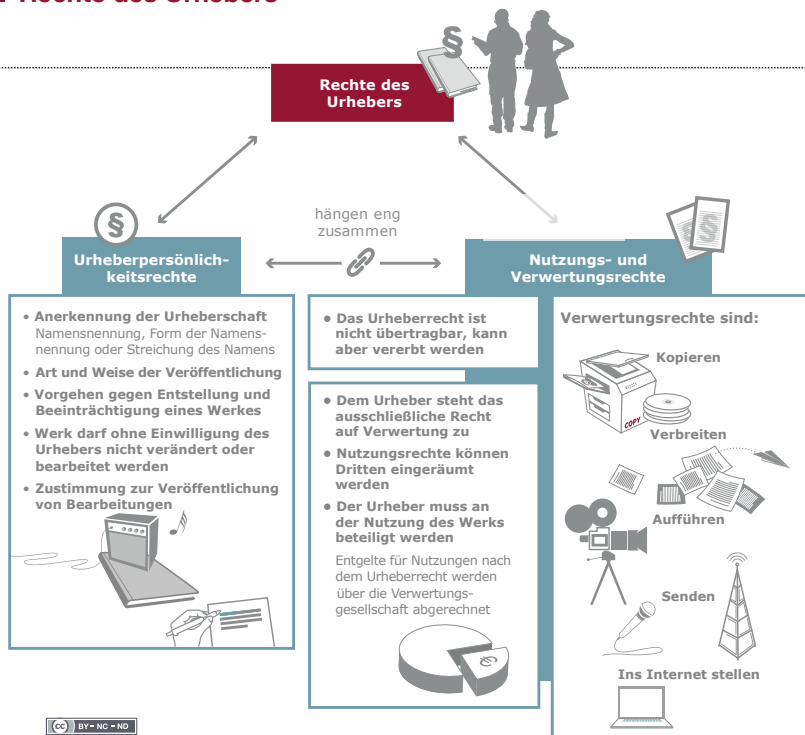 Rechte des Urhebers
§
Rechte des
Urhebers
hängen eng
zusammen
§
Urheberpersönlich-
keitsrechte
§
Nutzungs- und
Verwertungsrechte
• Anerkennung der Urheberschaft
Namensnennung, Form der Namens-
nennung oder Streichung des Namens
• Art und Weise der Veröffentlichung
• Vorgehen gegen Entstellung und
Beeinträchtigung eines Werkes
• Werk darf ohne Einwilligung des
Urhebers nicht verändert oder
bearbeitet werden
• Zustimmung zur Veröffentlichung
von Bearbeitungen
• Das Urheberrecht ist
nicht übertragbar, kann
aber vererbt werden
• Dem Urheber steht das
ausschließliche Recht
auf Verwertung zu
• Nutzungsrechte können
Dritten eingeräumt
werden
• Der Urheber muss an
der Nutzung des Werks
beteiligt werden
Entgelte für Nutzungen nach
dem Urheberrecht werden
über die Verwertungs-
gesellschaft abgerechnet
€
Verwertungsrechte sind:
Kopieren
COPY
Verbreiten
Aufführen
Senden
Ins Internet stellen
cc BY - NC - ND